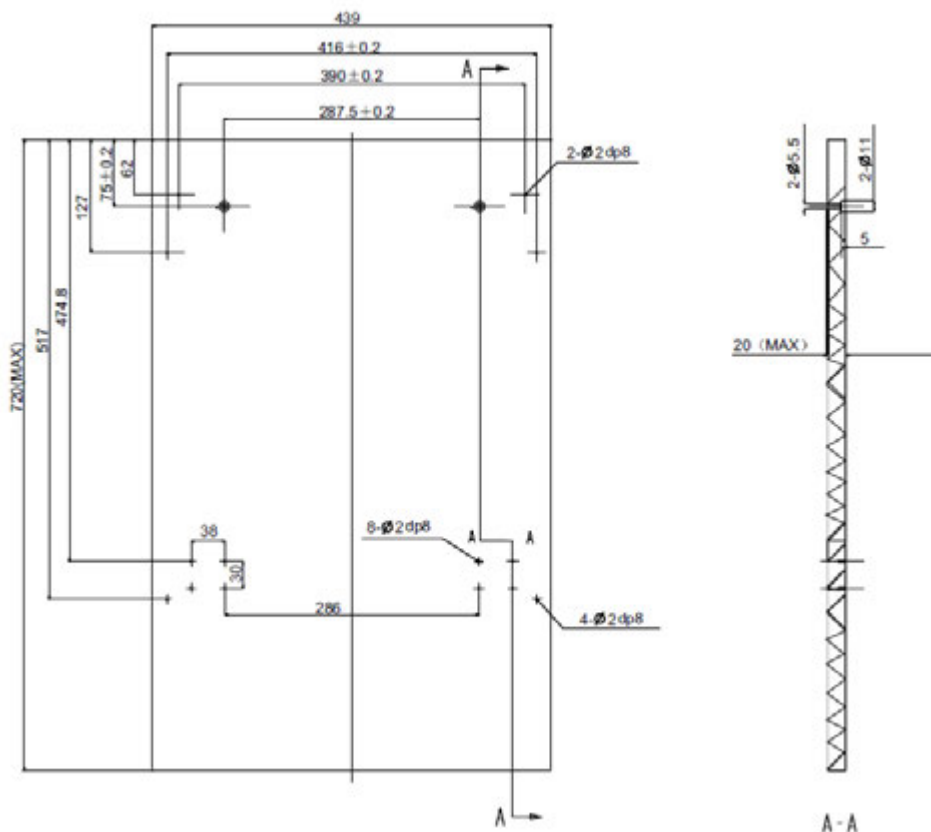 439
416±0.2
A
390±0.2
287.5±0.2
2-Ø2dp8
62
75±0.2
127
474.8
517
720(MAX)
2-Ø5.5
2-Ø11
5
20（MAX）
38
8-Ø2dp8
A
A
30
286
4-Ø2dp8
A
A-A